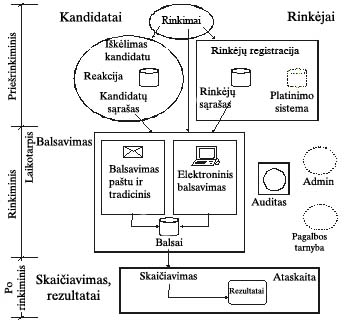 Kandidatai
Rinkimai
Rinkėjai
Iškėlimas
kandidatu
Reakcija
Kandidatų
sąrašas
Rinkėjų registracija
Rinkėjų
sąrašas
Platinimo
sistema
Priešrinkiminis
Laikotarpis
Rinkiminis
Po
rinkiminis
Balsavimas
Balsavimas
paštu ir
tradicinis
Elektroninis
balsavimas
Balsai
Auditas
Admin
Pagalbos
tarnyba
Skaičiavimas,
rezultatai
Skaičiavimas
Ataskaita
Rezultatai